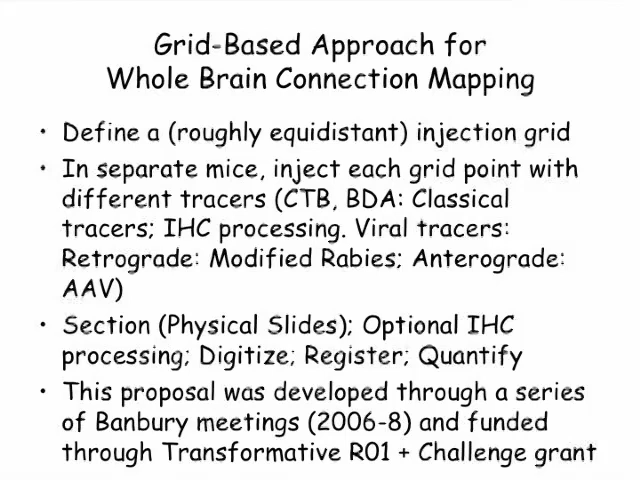 Grid-Based Approach for
Whole Brain Connection Mapping
• Define a (roughly equidistant) injection grid
• In separate mice, inject each grid point with
different tracers (CTB, BDA: Classical
tracers; IHC processing. Viral tracers:
Retrograde: Modified Rabies; Anterograde:
AAV)
• Section (Physical Slides); Optional IHC
processing; Digitize; Register; Quantify
• This proposal was developed through a series
of Banbury meetings (2006-8) and funded
through Transformative R01 + Challenge grant